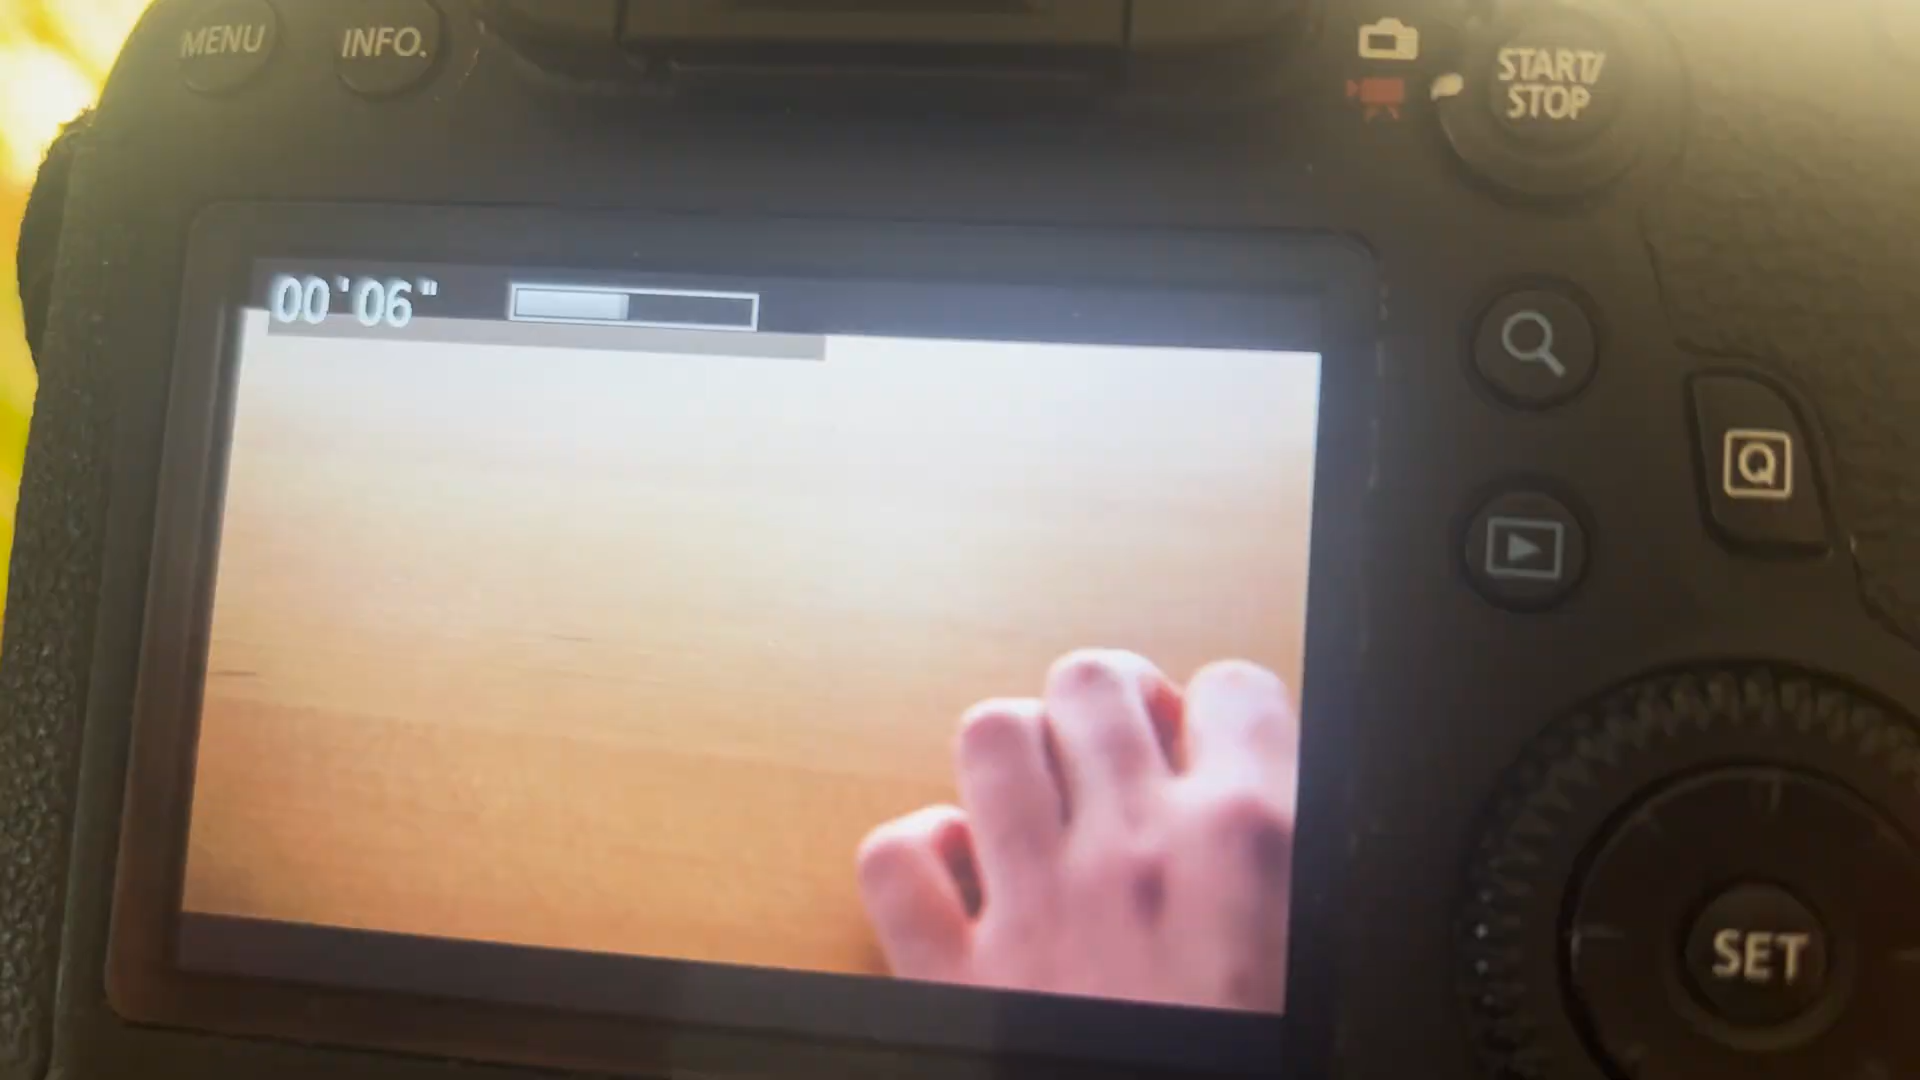 MENU INFO.
START/
STOP
00'06"
Q
SET